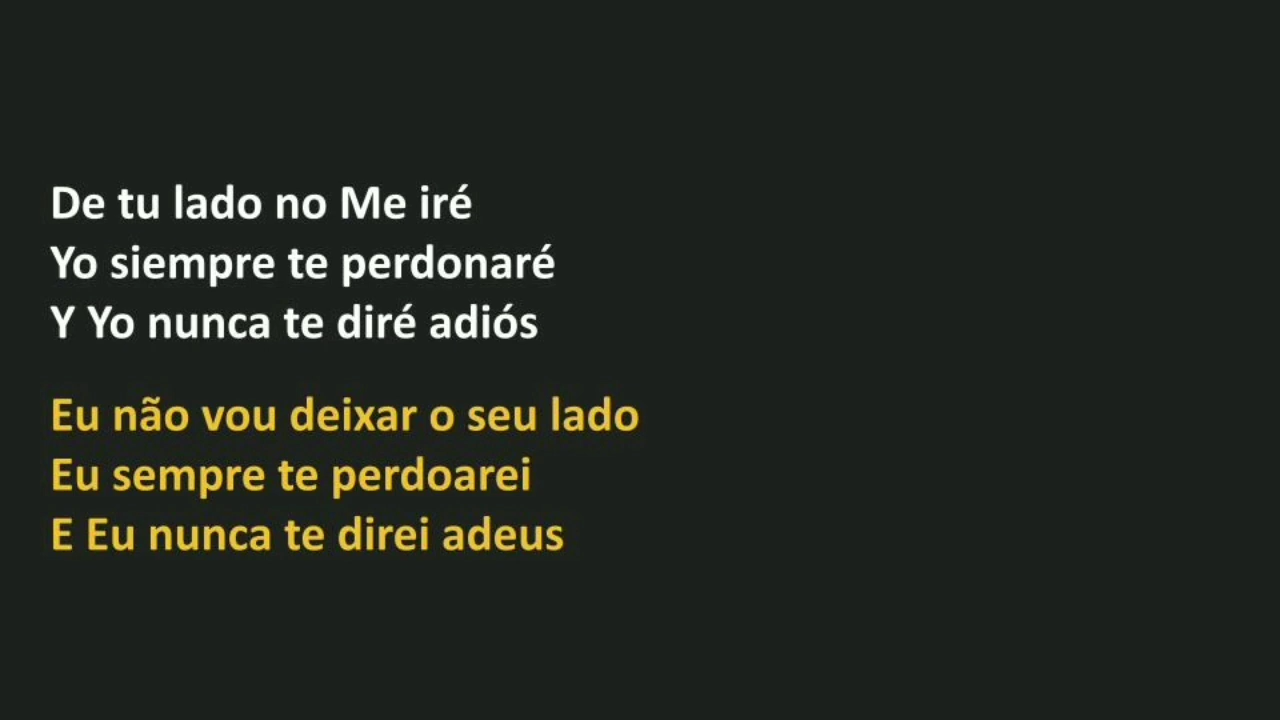 De tu lado no Me iré
Yo siempre te perdonaré
Y Yo nunca te diré adiós
Eu não vou deixar o seu lado
Eu sempre te perdoarei
E Eu nunca te direi adeus